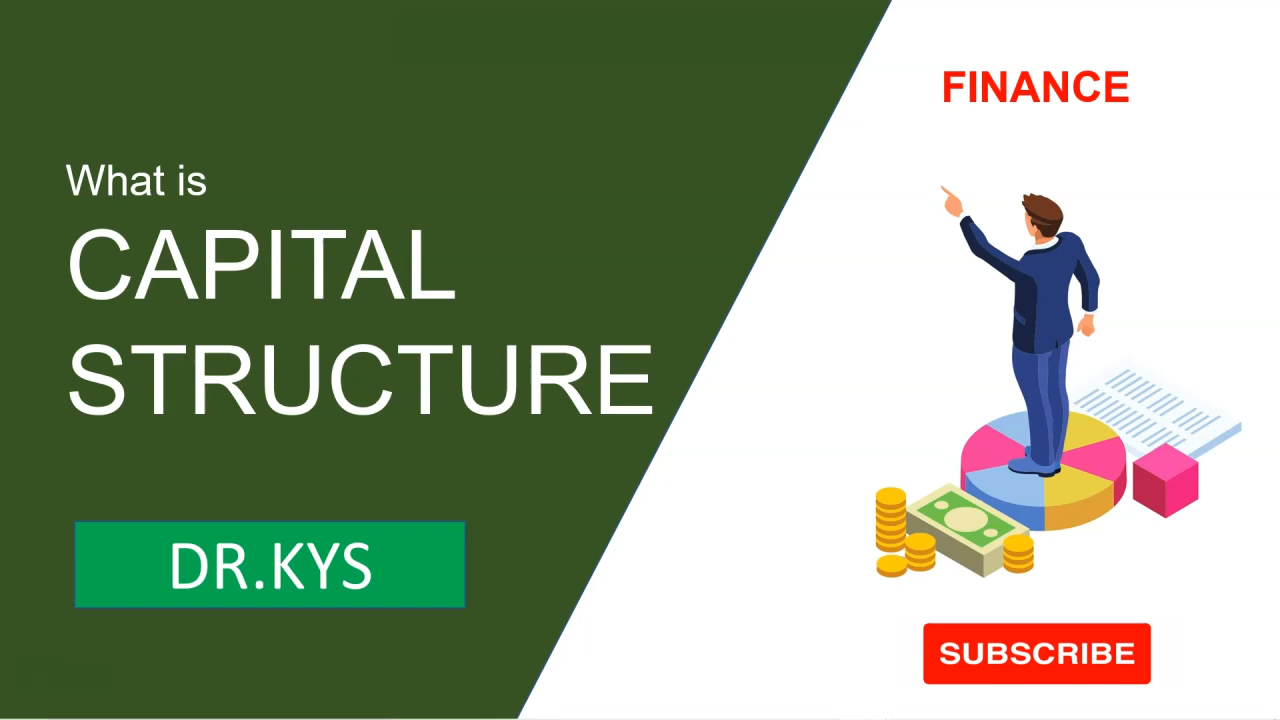 What is
CAPITAL
STRUCTURE
DR.KYS
FINANCE
SUBSCRIBE